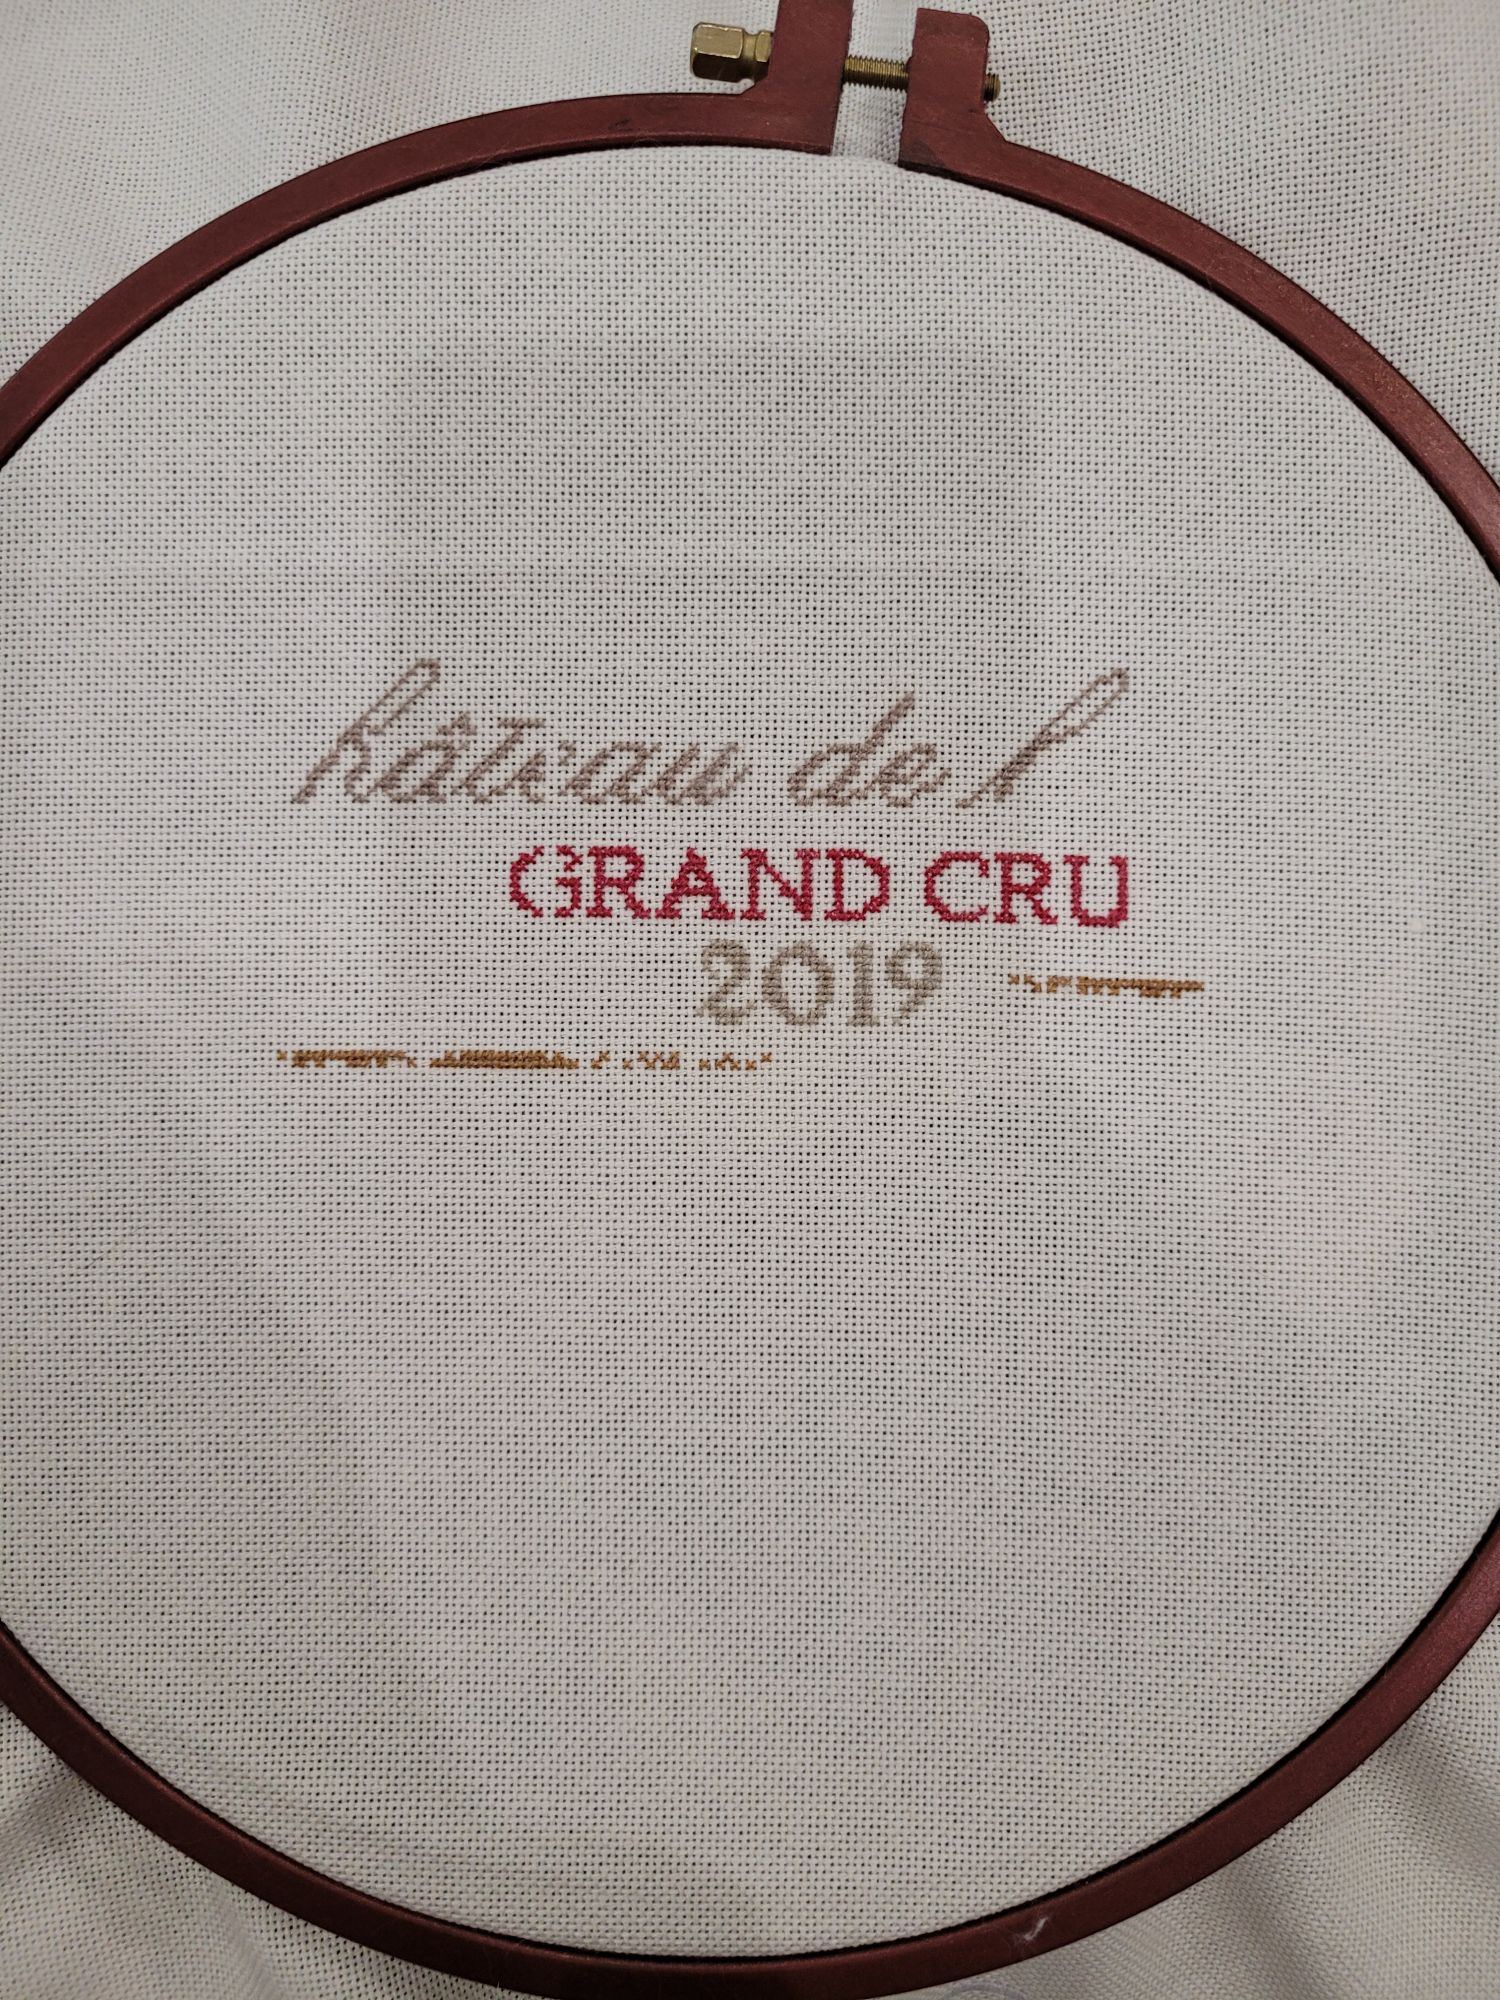 hâteau de l
GRAND CRU
2019